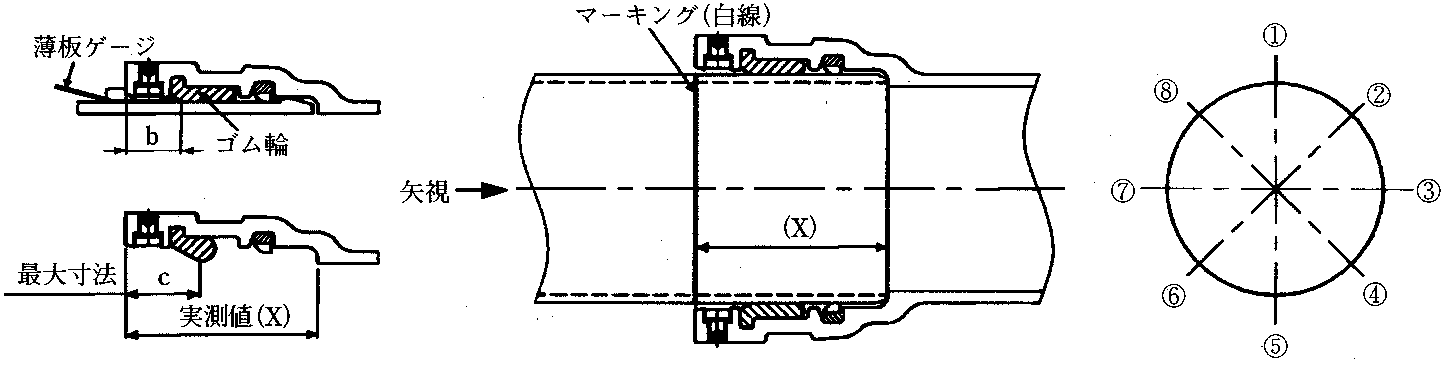 薄板ゲージ
b
ゴム輪
最大寸法
c
実測値(X)
マーキング(白線)
矢視
(X)
①
②
③
④
⑤
⑥
⑦
⑧